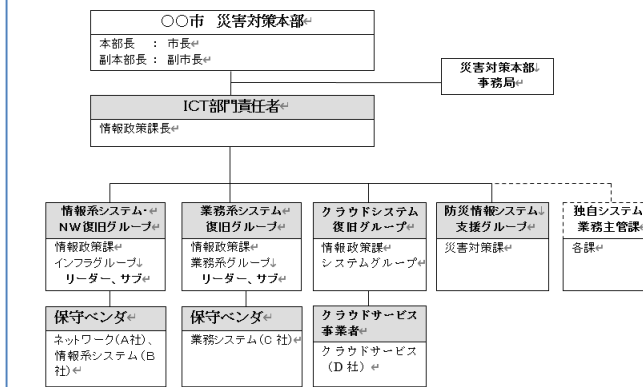 ○○市 災害対策本部↵
本部長 : 市長↵
副本部長: 副市長↵
災害対策本部↓
事務局↵
ICT部門責任者↵
情報政策課長↵
情報系システム・↵
NW復旧グループ↵
情報政策課↵
インフラグループ↓
リーダー、サブ↵
業務系システム↵
復旧グループ↵
情報政策課↵
業務系グループ↓
リーダー、サブ↵
クラウドシステム
復旧グループ↵
情報政策課↵
システムグループ↵
防災情報システム↓
支援グループ↵
災害対策課↵
独自システム
業務主管課↵
各課↵
保守ベンダ↵
ネットワーク(A社)、
情報系システム(B
社)↵
保守ベンダ↵
業務システム(C 社)↵
クラウドサービス
事業者↵
クラウドサービス
(D 社) ↵